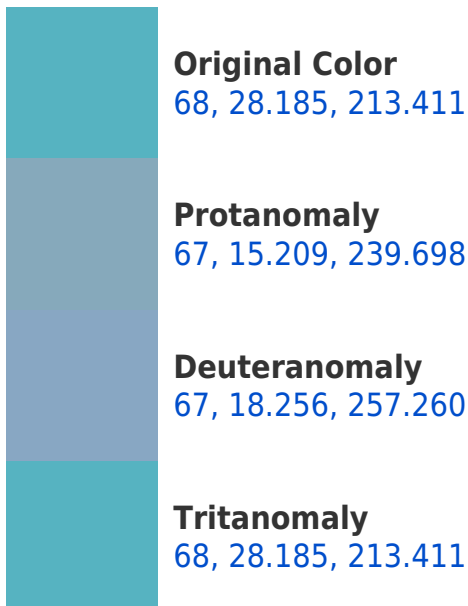 Original Color
68, 28.185, 213.411
Protanomaly
67, 15.209, 239.698
Deuteranomaly
67, 18.256, 257.260
Tritanomaly
68, 28.185, 213.411